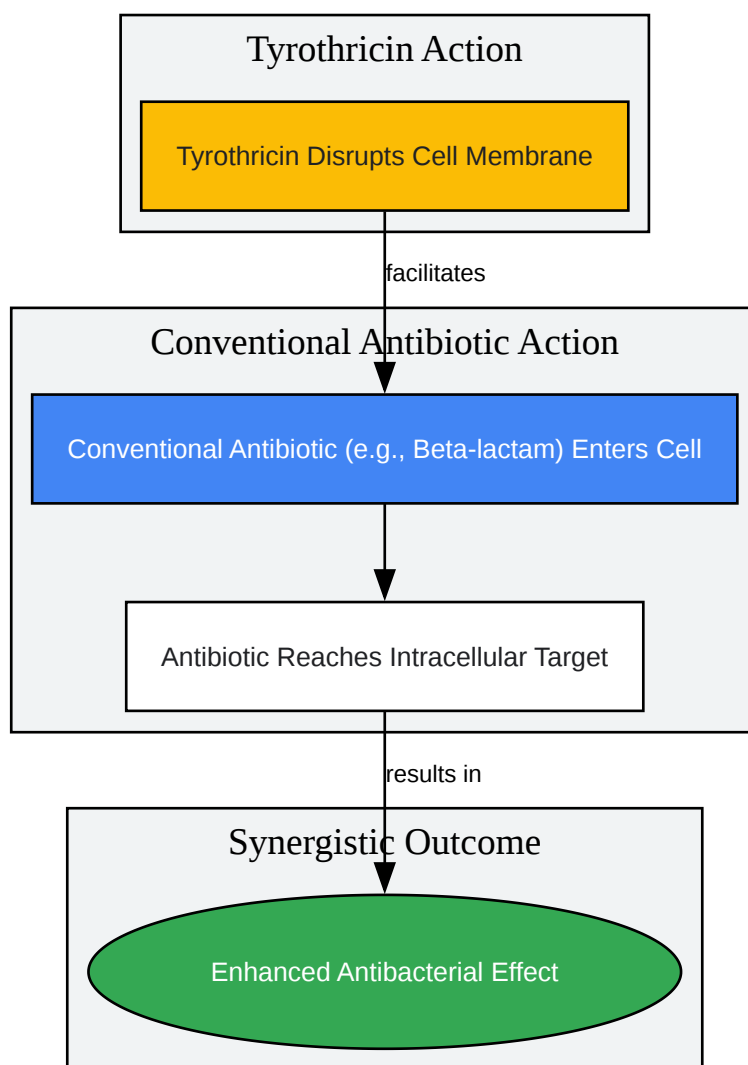 Tyrothricin Action
Tyrothricin Disrupts Cell Membrane
facilitates
Conventional Antibiotic Action
Conventional Antibiotic (e.g., Beta-lactam) Enters Cell
Antibiotic Reaches Intracellular Target
results in
Synergistic Outcome
Enhanced Antibacterial Effect